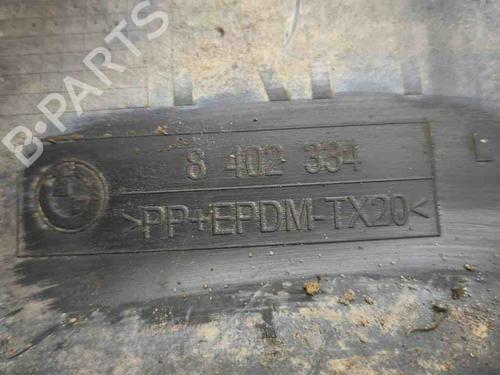 B-PARTS
8 402 334
>PP+EPDM-TX20<
L